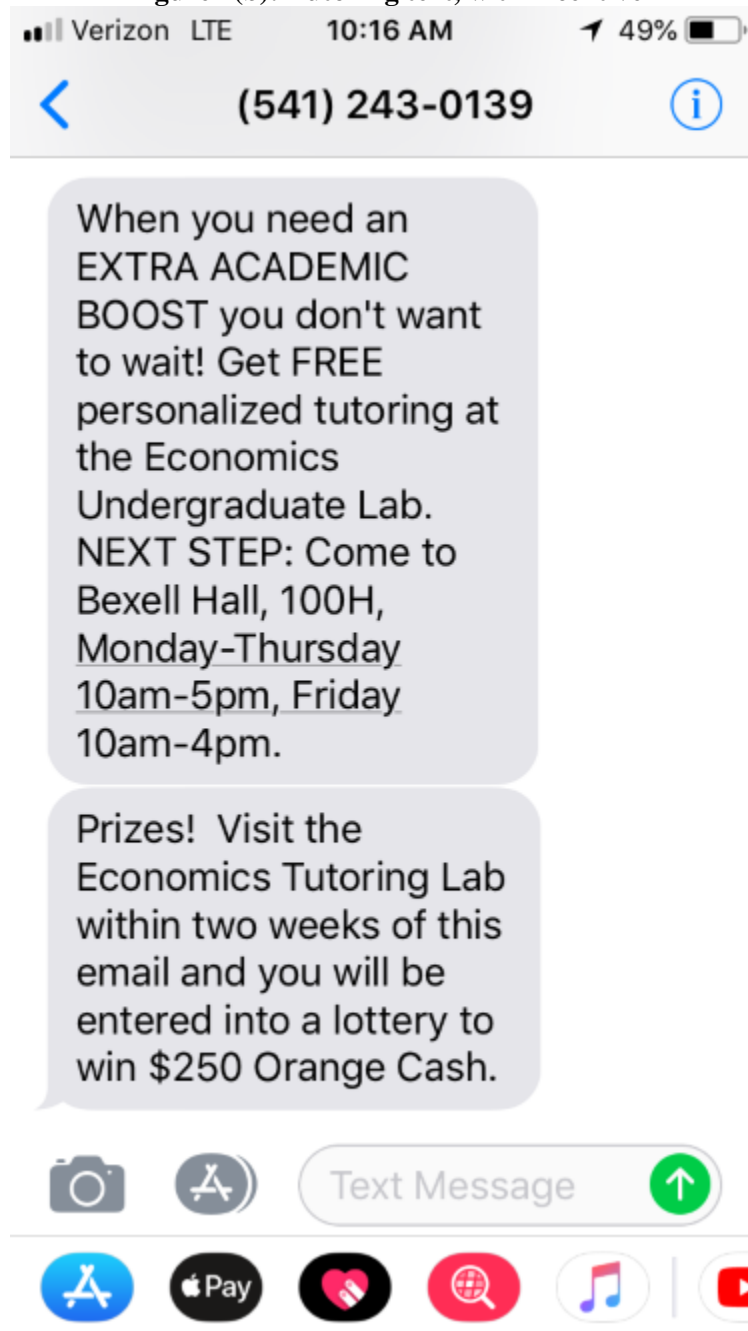 Verizon LTE 10:16 AM 49%
(541) 243-0139
When you need an
EXTRA ACADEMIC
BOOST you don't want
to wait! Get FREE
personalized tutoring at
the Economics
Undergraduate Lab.
NEXT STEP: Come to
Bexell Hall, 100H,
Monday-Thursday
10am-5pm, Friday
10am-4pm.
Prizes!  Visit the
Economics Tutoring Lab
within two weeks of this
email and you will be
entered into a lottery to
win $250 Orange Cash.
Text Message
Pay